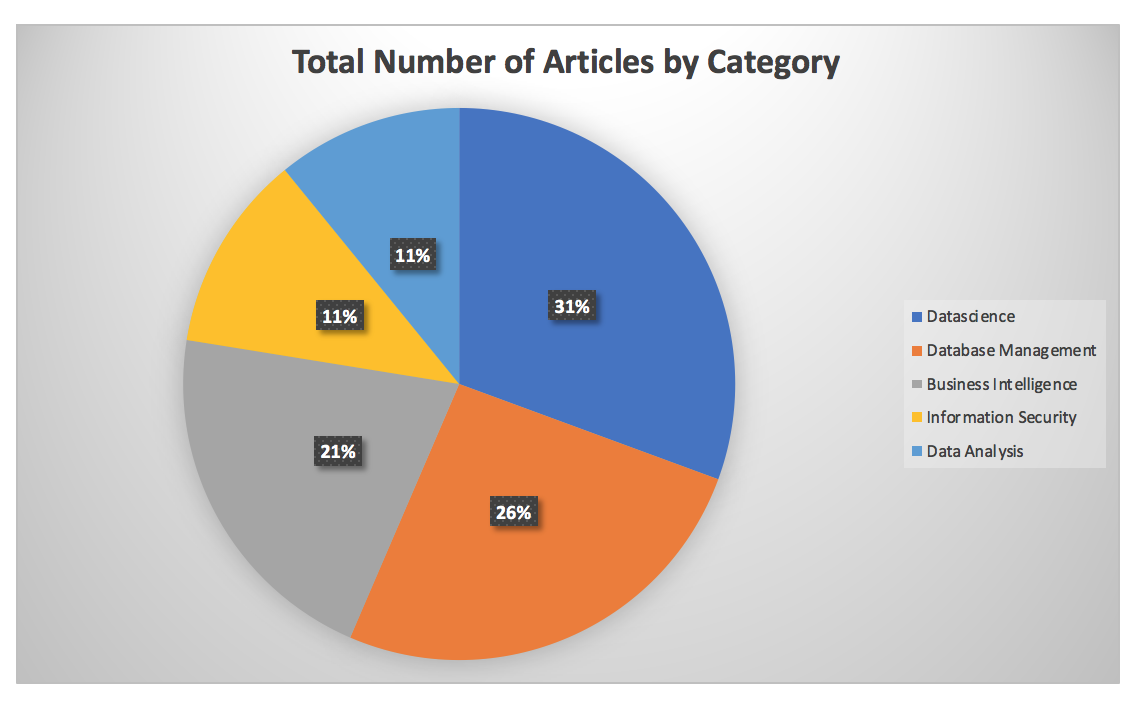 Total Number of Articles by Category
11%
31%
11%
21%
26%
Datascience
Database Management
Business Intelligence
Information Security
Data Analysis